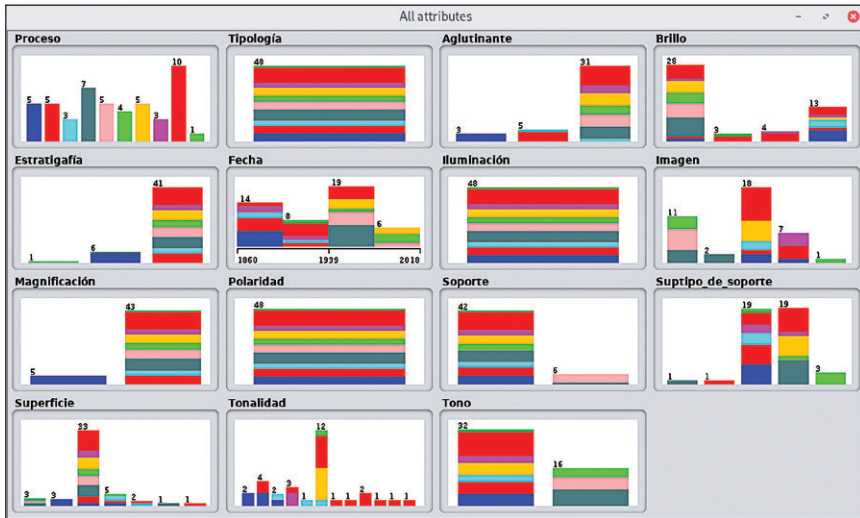 All attributes
Proceso
5 5 3 7 5 4 5 3 10 1
Tipología
48
Aglutinante
3 5 31
Brillo
28 3 4 13
Estratigafía
1 6 41
Fecha
14 8 19 6
1860 1939 2018
Iluminación
48
Imagen
11 2 18 7 1
Magnificación
5 43
Polaridad
48
Soporte
42 6
Suptipo_de_soporte
1 1 19 19 3
Superficie
3 3 33 5 2 1 1
Tonalidad
2 4 2 3 1 12 1 1 2 1 1 1
Tono
32 16